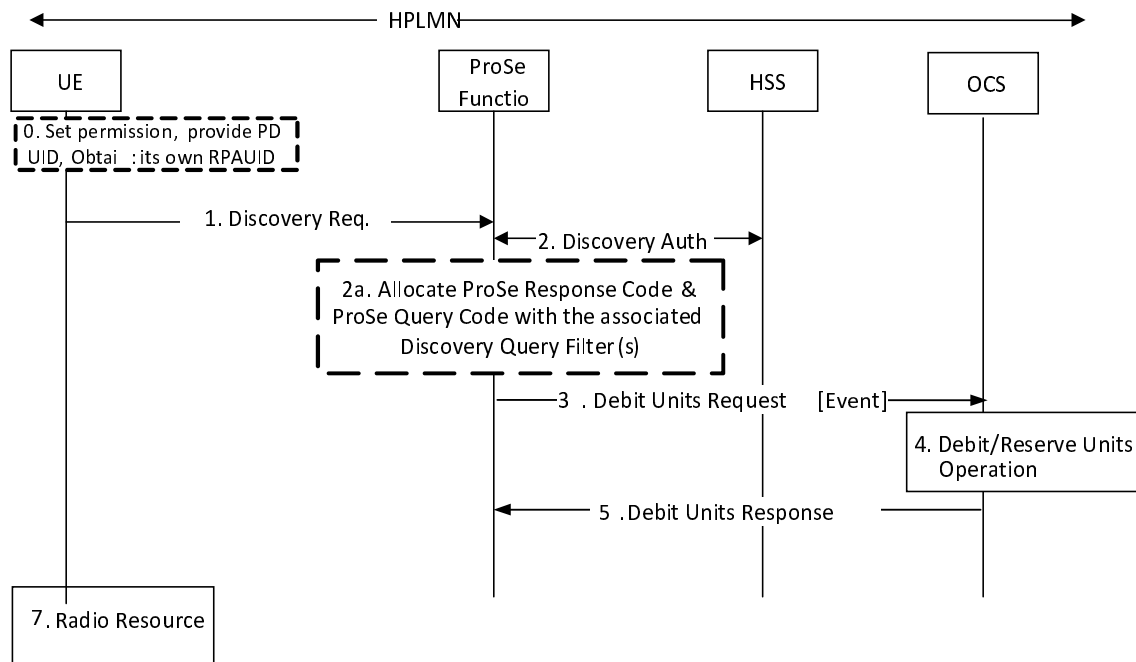 HPLMN
UE
ProSe
Functio
HSS
OCS
0. Set permission, provide PD
UID, Obtai : its own RPAUID
1. Discovery Req.
2. Discovery Auth
2a. Allocate ProSe Response Code &
ProSe Query Code with the associated
Discovery Query Filter(s)
3 . Debit Units Request [Event]
4. Debit/Reserve Units
Operation
5 .Debit Units Response
7. Radio Resource